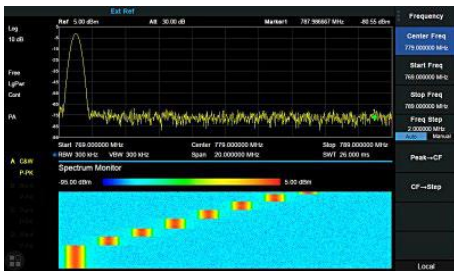 Ext Ref
Ref 5.00 dBm Att 30.00 dB Marker1 787.986667 MHz -80.55 dBm
Log
10 dB
Free
LgPwr
Cont
PA
Start 769.000000 MHz Center 779.000000 MHz Stop 789.000000 MHz
RBW 300 kHz VBW 300 kHz Span 20.000000 MHz SWT 26.000 ms
A C&W
P-PK
Spectrum Monitor
-95.00 dBm 5.00 dBm
Frequency
Center Freq
779.000000 MHz
Start Freq
769.000000 MHz
Stop Freq
789.000000 MHz
Freq Step
2.000000 MHz
Auto Manual
Peak→CF
CF→Step
Local